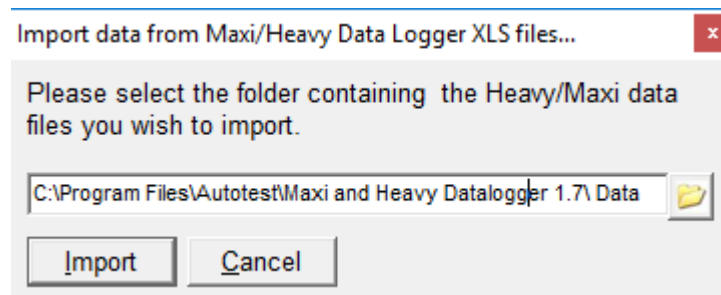 Import data from Maxi/Heavy Data Logger XLS files...
x
Please select the folder containing  the Heavy/Maxi data
files you wish to import.
C:\Program Files\Autotest\Maxi and Heavy Datalogger 1.7\ Data
Import
Cancel